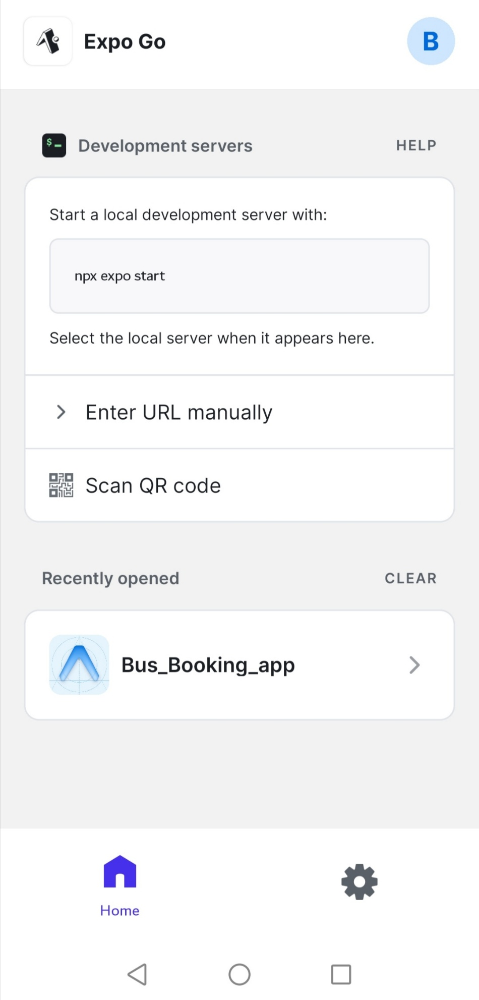 Expo Go
B
$
Development servers
HELP
Start a local development server with:
npx expo start
Select the local server when it appears here.
Enter URL manually
Scan QR code
Recently opened
CLEAR
Bus_Booking_app
Home